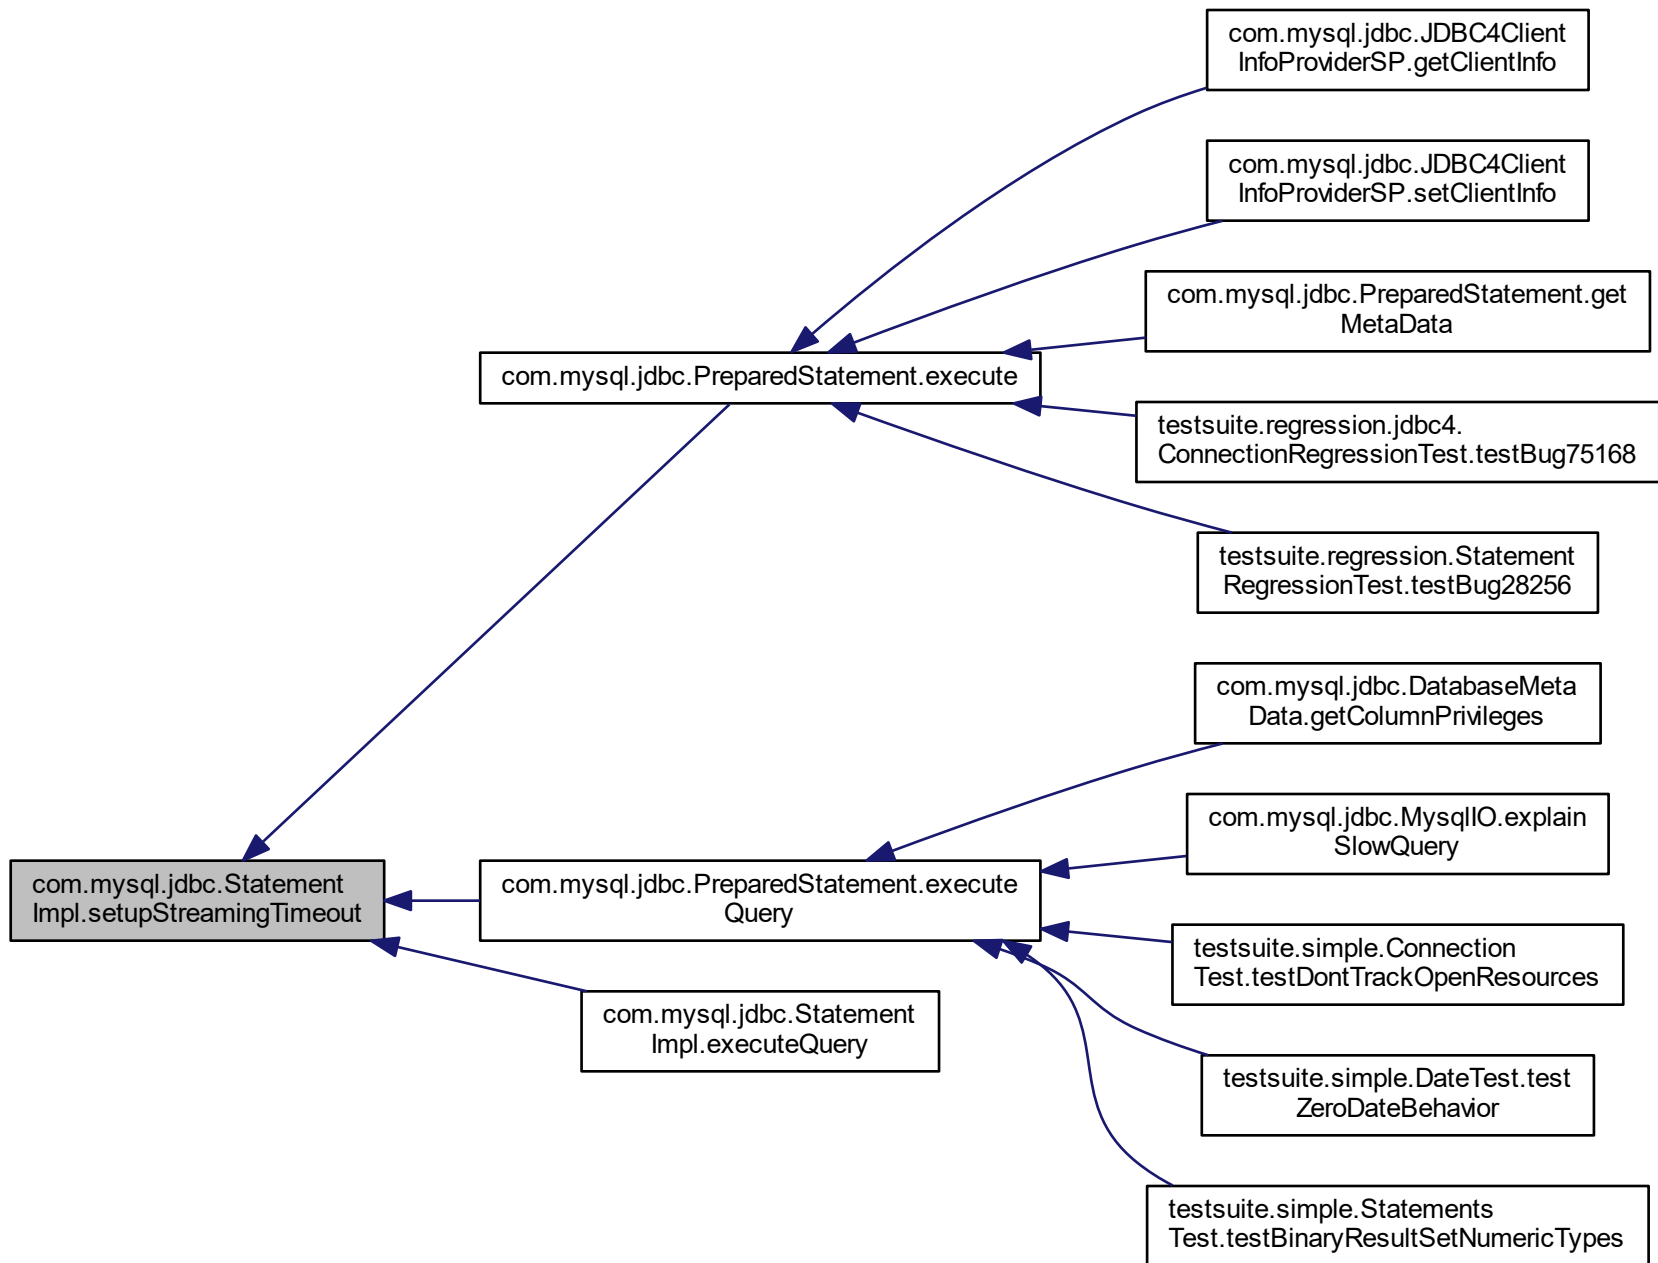 com.mysql.jdbc.JDBC4Client
InfoProviderSP.getClientInfo
com.mysql.jdbc.JDBC4Client
InfoProviderSP.setClientInfo
com.mysql.jdbc.PreparedStatement.get
MetaData
com.mysql.jdbc.PreparedStatement.execute
testsuite.regression.jdbc4.
ConnectionRegressionTest.testBug75168
testsuite.regression.Statement
RegressionTest.testBug28256
com.mysql.jdbc.DatabaseMeta
Data.getColumnPrivileges
com.mysql.jdbc.MysqlIO.explain
SlowQuery
com.mysql.jdbc.Statement
Impl.setupStreamingTimeout
com.mysql.jdbc.PreparedStatement.execute
Query
testsuite.simple.Connection
Test.testDontTrackOpenResources
com.mysql.jdbc.Statement
Impl.executeQuery
testsuite.simple.DateTest.test
ZeroDateBehavior
testsuite.simple.Statements
Test.testBinaryResultSetNumericTypes